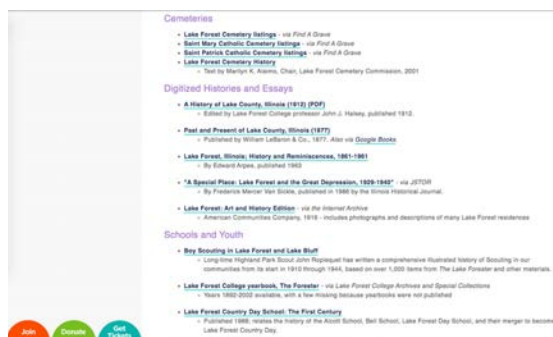 Cemeteries
Lake Forest Cemetery listings - via Find A Grave
Saint Mary Catholic Cemetery listings - via Find A Grave
Saint Patrick Catholic Cemetery listings - via Find A Grave
Lake Forest Cemetery History
Text by Marilyn K. Alaimo, Chair, Lake Forest Cemetery Commission, 2001
Digitized Histories and Essays
A History of Lake County, Illinois (1912) (PDF)
Edited by Lake Forest College professor John J. Halsey, published 1912.
Past and Present of Lake County, Illinois (1877)
Published by William LeBaron & Co., 1877. Also via Google Books.
Lake Forest, Illinois; History and Reminiscences, 1861-1961
By Edward Arpee, published 1963
"A Special Place: Lake Forest and the Great Depression, 1929-1940" - via JSTOR
By Frederick Mercer Van Sickle, published in 1986 by the Illinois Historical Journal.
Lake Forest: Art and History Edition - via the Internet Archive
American Communities Company, 1916 - includes photographs and descriptions of many Lake Forest residences
Schools and Youth
Boy Scouting in Lake Forest and Lake Bluff
Long-time Highland Park Scout John Ropiequet has written a comprehensive illustrated history of Scouting in our
communities from its start in 1910 through 1944, based on over 1,000 items from The Lake Forester and other materials.
Lake Forest College yearbook, The Forester - via Lake Forest College Archives and Special Collections
Years 1892-2002 available, with a few missing because yearbooks were not published
Lake Forest Country Day School: The First Century
Published 1988; relates the history of the Alcott School, Bell School, Lake Forest Day School, and their merger to become
Lake Forest Country Day.
Join
Donate
Get
Tickets